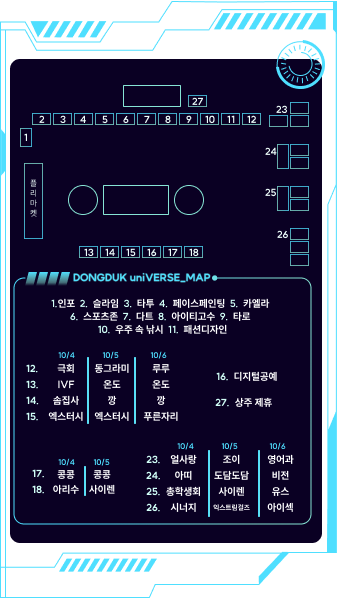 27
23
2 3 4 5 6 7 8 9 10 11 12
1
24
플리마켓
25
26
13 14 15 16 17 18
DONGDUK uniVERSE_MAP
1.인포 2. 슬라임 3. 타투 4. 페이스페인팅 5. 카엘라
6. 스포츠존 7. 다트 8. 아이티고수 9. 타로
10. 우주 속 낚시 11. 패션디자인
10/4 10/5 10/6
12. 극회 동그라미 루루
13. IVF 온도 온도
14. 솜집사 깡 깡
15. 엑스터시 엑스터시 푸른자리
16. 디지털공예
27. 상주 제휴
10/4 10/5
17. 콩콩 콩콩
18. 아리수 사이렌
10/4 10/5 10/6
23. 얼사랑 조이 영어과
24. 아띠 도담도담 비전
25. 총학생회 사이렌 유스
26. 시너지 익스트림걸즈 아이섹